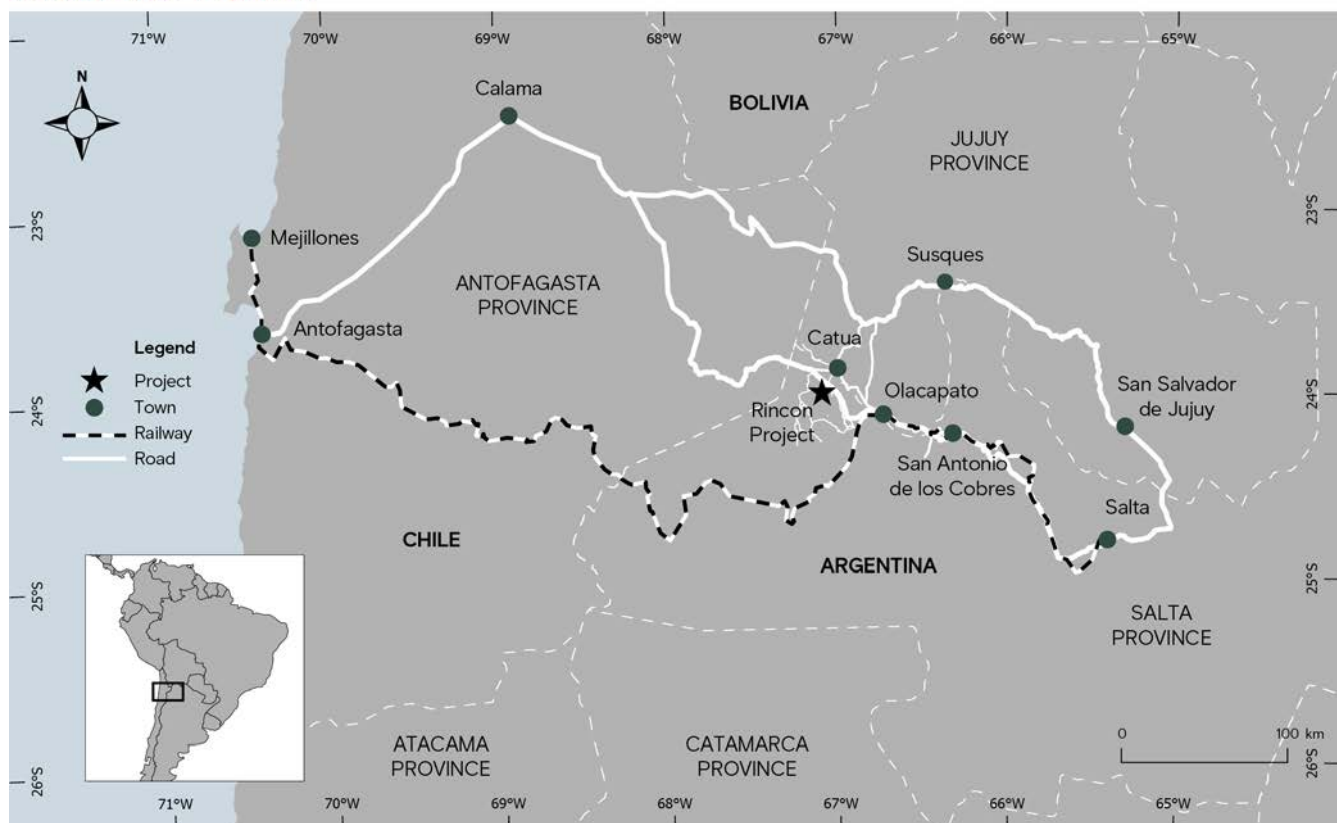 71°W
70°W
69°W
68°W
67°W
66°W
65°W
N
Calama
BOLIVIA
JUJUY
PROVINCE
23°S
23°S
Mejillones
Susques
ANTOFAGASTA
PROVINCE
Antofagasta
Catua
Legend
Project
Town
Railway
Road
Olacapato
San Salvador
de Jujuy
24°S
24°S
Rincon
Project
San Antonio
de los Cobres
Salta
CHILE
ARGENTINA
25°S
25°S
SALTA
PROVINCE
ATACAMA
PROVINCE
CATAMARCA
PROVINCE
0
100 km
26°S
26°S
71°W
70°W
69°W
68°W
67°W
66°W
65°W